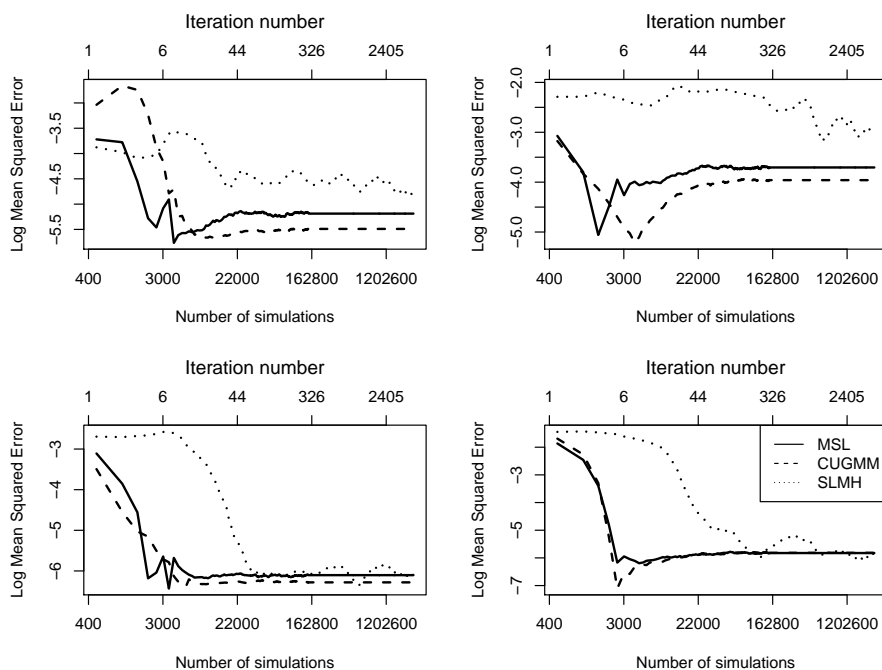 Iteration number
1 6 44 326 2405
Log Mean Squared Error
-3.5
-4.5
-5.5
400 3000 22000 162800 1202600
Number of simulations
Iteration number
1 6 44 326 2405
Log Mean Squared Error
-2.0
-3.0
-4.0
-5.0
400 3000 22000 162800 1202600
Number of simulations
Iteration number
1 6 44 326 2405
Log Mean Squared Error
-3
-4
-5
-6
400 3000 22000 162800 1202600
Number of simulations
Iteration number
1 6 44 326 2405
Log Mean Squared Error
-3
-5
-7
MSL
CUGMM
SLMH
400 3000 22000 162800 1202600
Number of simulations